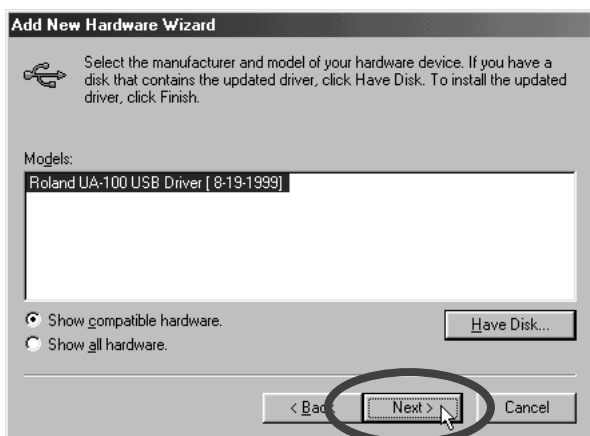 Add New Hardware Wizard
Select the manufacturer and model of your hardware device. If you have a
disk that contains the updated driver, click Have Disk. To install the updated
driver, click Finish.
Models:
Roland UA-100 USB Driver [ 8-19-1999]
Show compatible hardware.
Show all hardware.
Have Disk...
< Back
Next >
Cancel